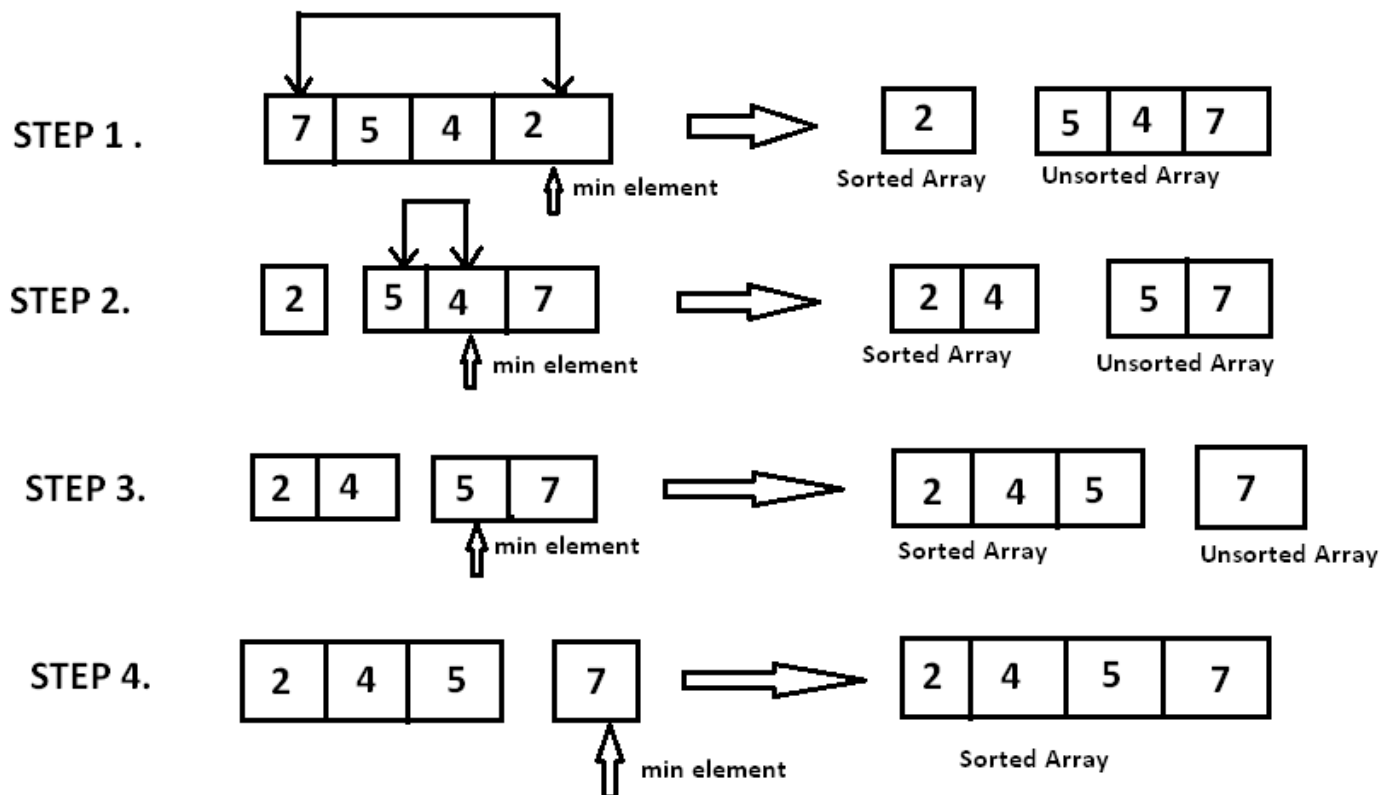 STEP 1 .
7 5 4 2
2
5 4 7
min element
Sorted Array
Unsorted Array
STEP 2.
2
5 4 7
2 4
5 7
min element
Sorted Array
Unsorted Array
STEP 3.
2 4
5 7
2 4 5
7
min element
Sorted Array
Unsorted Array
STEP 4.
2 4 5
7
2 4 5 7
min element
Sorted Array